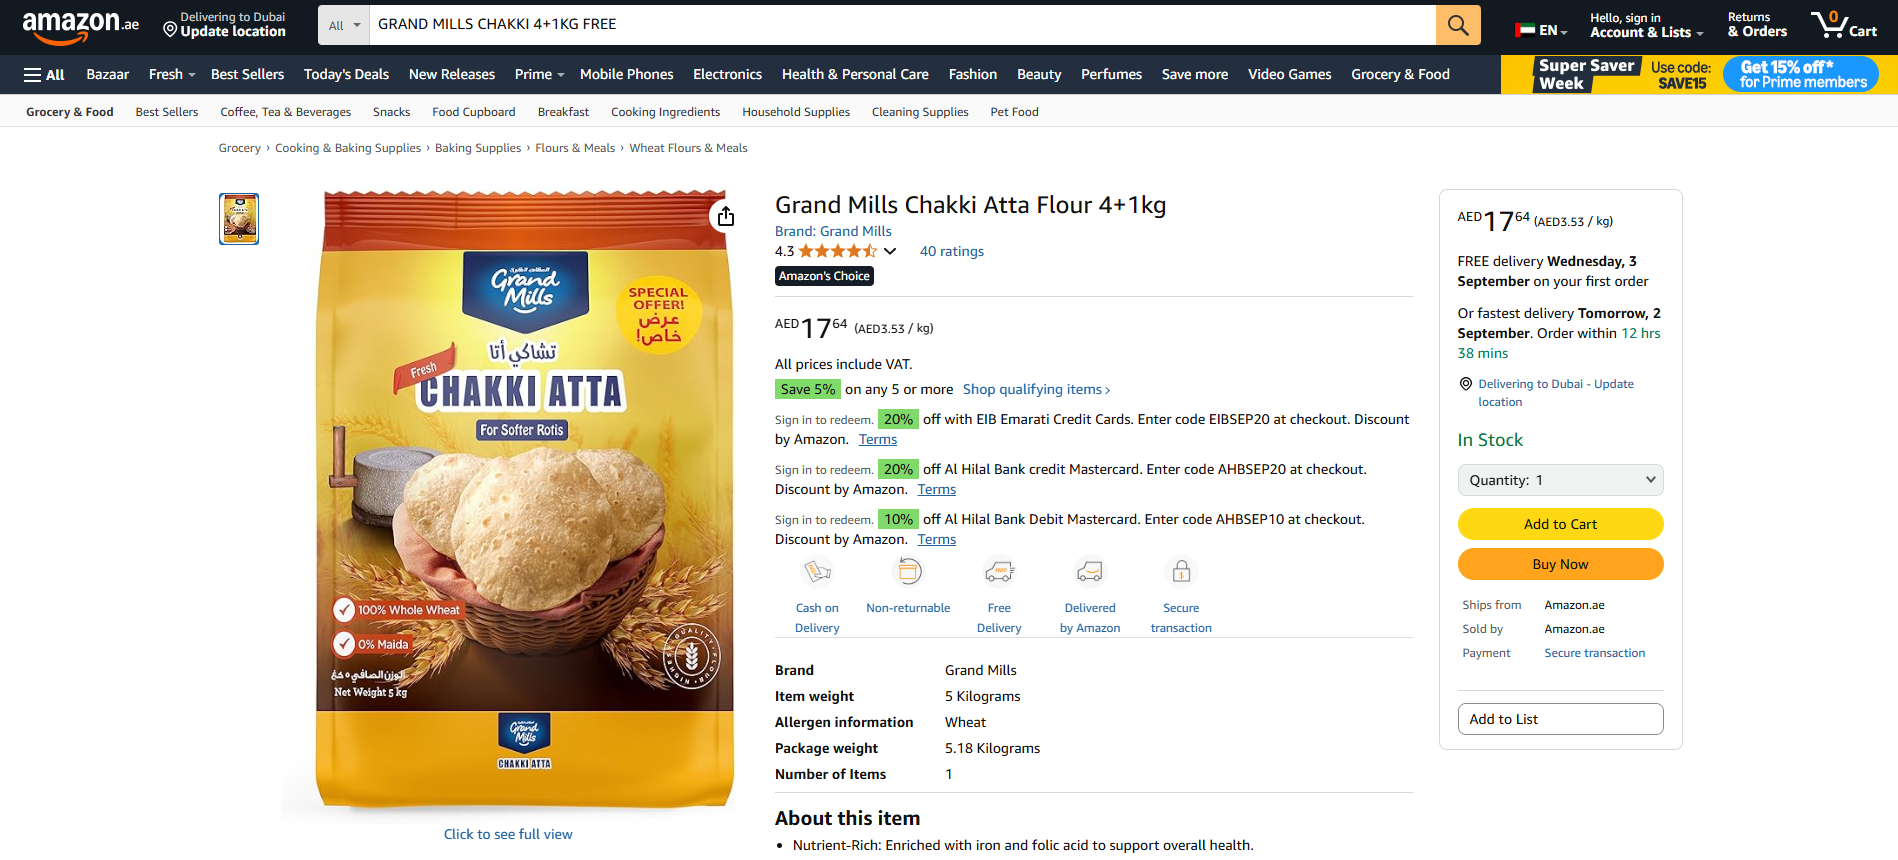 amazon.ae
Delivering to Dubai
Update location
All
GRAND MILLS CHAKKI 4+1KG FREE
EN
Hello, sign in
Account & Lists
Returns
& Orders
0
Cart
All
Bazaar
Fresh
Best Sellers
Today's Deals
New Releases
Prime
Mobile Phones
Electronics
Health & Personal Care
Fashion
Beauty
Perfumes
Save more
Video Games
Grocery & Food
Super Saver
Week
Use code:
SAVE15
Get 15% off*
for Prime members
Grocery & Food
Best Sellers
Coffee, Tea & Beverages
Snacks
Food Cupboard
Breakfast
Cooking Ingredients
Household Supplies
Cleaning Supplies
Pet Food
Grocery › Cooking & Baking Supplies › Baking Supplies › Flours & Meals › Wheat Flours & Meals
Grand
Mills
SPECIAL
OFFER!
عرض
خاص!
تشاكي أتا
Fresh
CHAKKI ATTA
For Softer Rotis
100% Whole Wheat
0% Maida
الوزن الصافي ٥ كغ
Net Weight 5 kg
Grand
Mills
CHAKKI ATTA
Click to see full view
Grand Mills Chakki Atta Flour 4+1kg
Brand: Grand Mills
4.3
40 ratings
Amazon's Choice
AED17 64 (AED3.53 / kg)
All prices include VAT.
Save 5% on any 5 or more Shop qualifying items ›
Sign in to redeem. 20% off with EIB Emarati Credit Cards. Enter code EIBSEP20 at checkout. Discount
by Amazon. Terms
Sign in to redeem. 20% off Al Hilal Bank credit Mastercard. Enter code AHBSEP20 at checkout.
Discount by Amazon. Terms
Sign in to redeem. 10% off Al Hilal Bank Debit Mastercard. Enter code AHBSEP10 at checkout.
Discount by Amazon. Terms
Cash on
Delivery
Non-returnable
Free
Delivery
Delivered
by Amazon
Secure
transaction
Brand Grand Mills
Item weight 5 Kilograms
Allergen information Wheat
Package weight 5.18 Kilograms
Number of Items 1
About this item
• Nutrient-Rich: Enriched with iron and folic acid to support overall health.
AED17 64 (AED3.53 / kg)
FREE delivery Wednesday, 3
September on your first order
Or fastest delivery Tomorrow, 2
September. Order within 12 hrs
38 mins
Delivering to Dubai - Update
location
In Stock
Quantity: 1
Add to Cart
Buy Now
Ships from Amazon.ae
Sold by Amazon.ae
Payment Secure transaction
Add to List